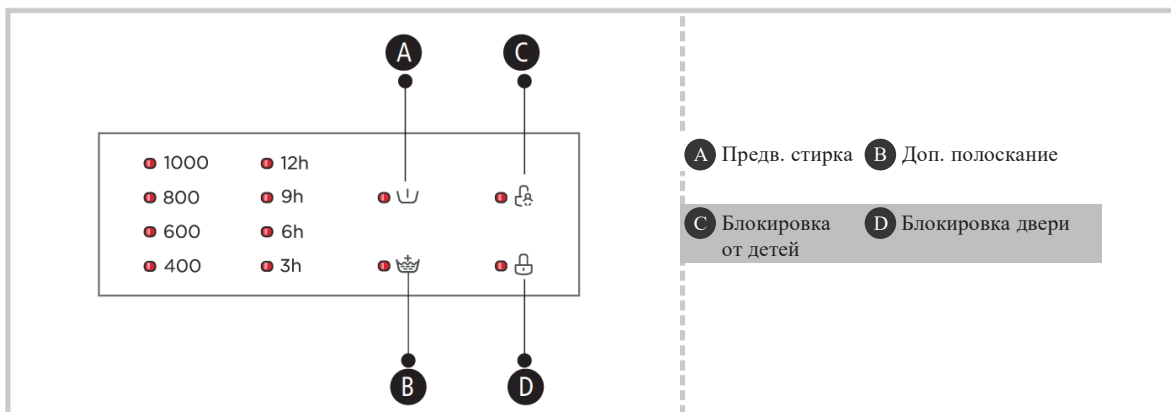 A C
1000 12h
800 9h
600 6h
400 3h
B D
A Предв. стирка B Доп. полоскание
C Блокировка D Блокировка двери
от детей